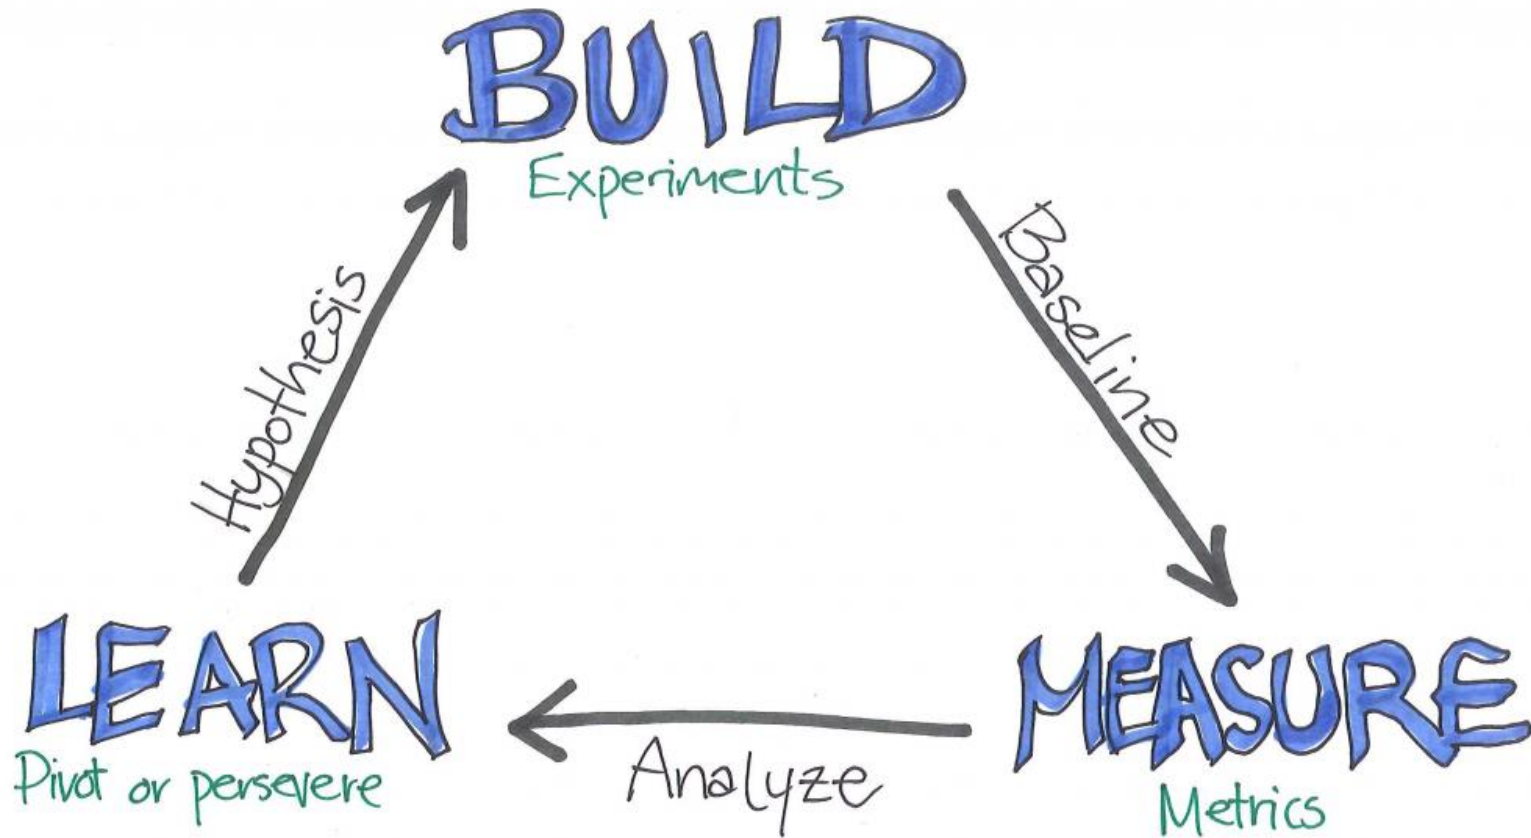 BUILD
Experiments
Hypothesis
Baseline
LEARN
Pivot or persevere
Analyze
MEASURE
Metrics